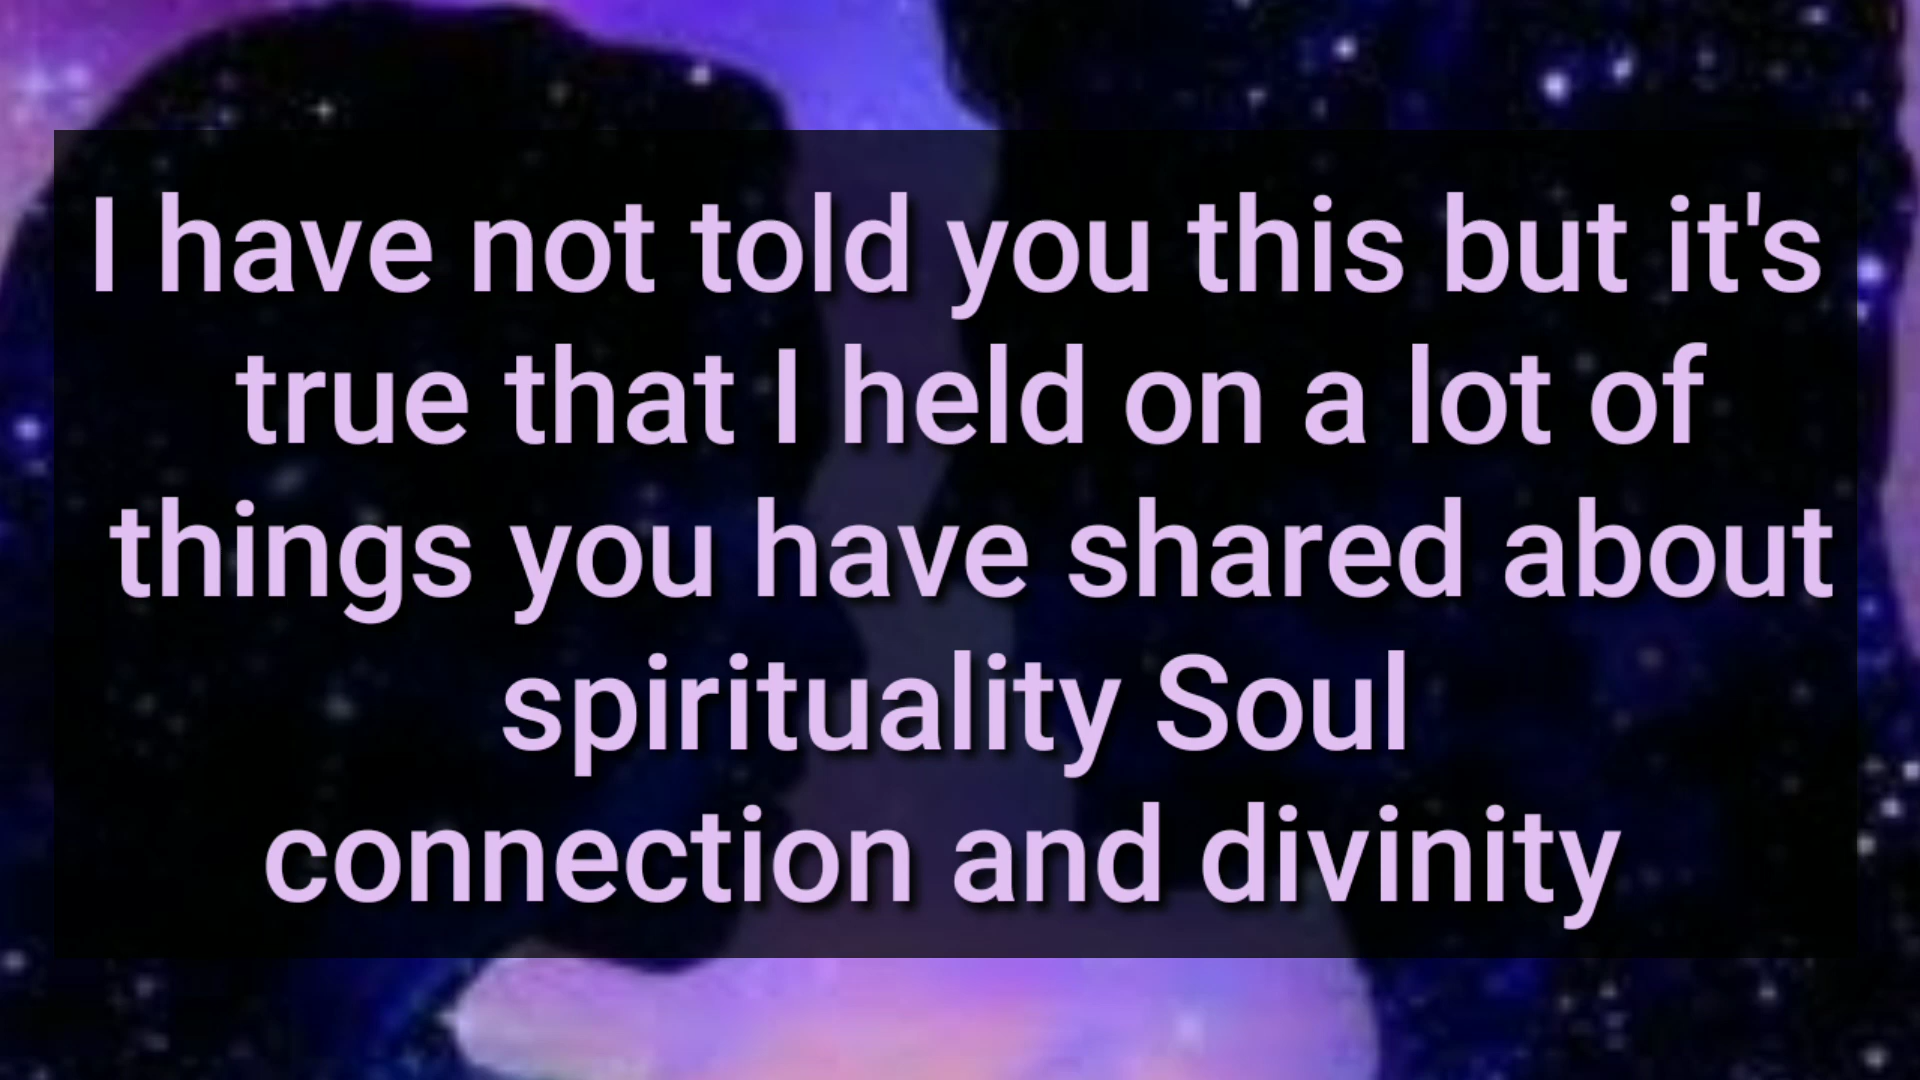 I have not told you this but it's
true that I held on a lot of
things you have shared about
spirituality Soul
connection and divinity